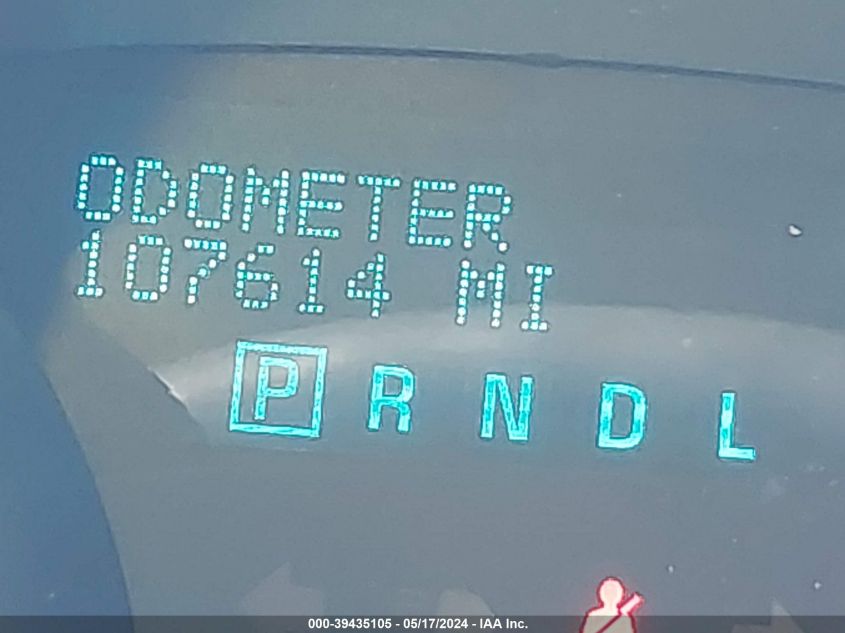 ODOMETER
107614 MI
P R N D L
000-39435105 - 05/17/2024 - IAA Inc.